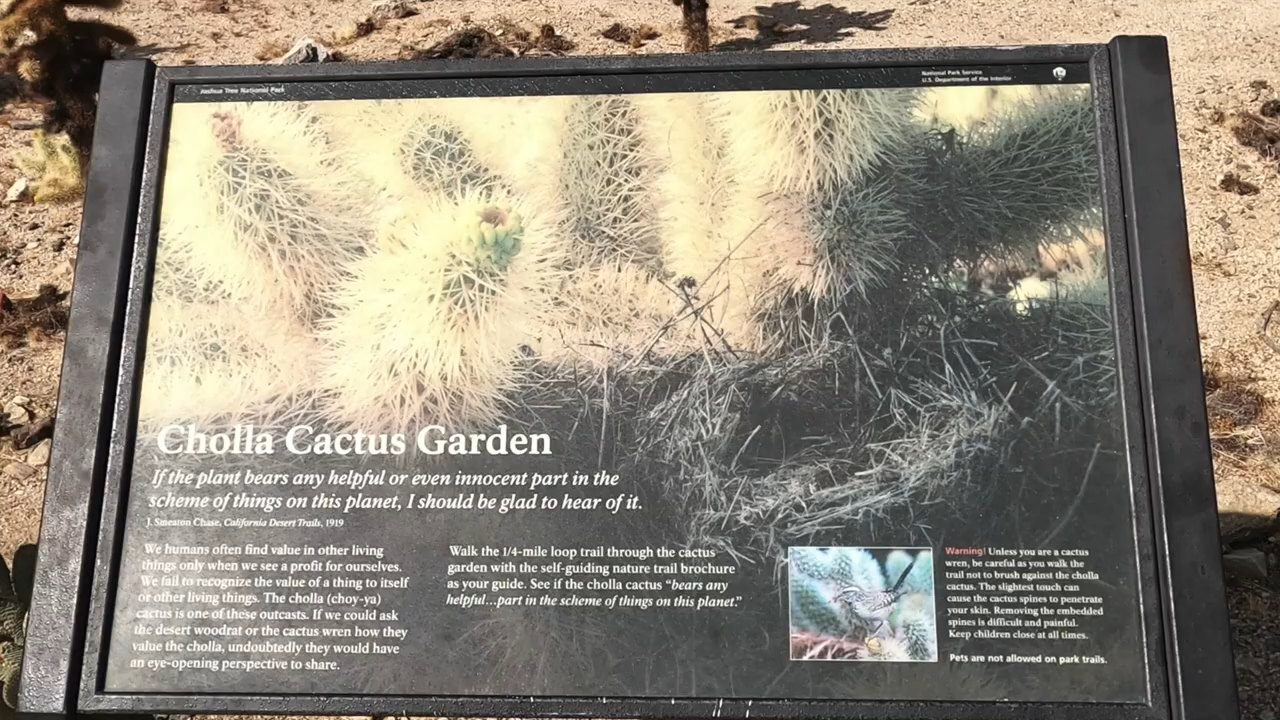 Joshua Tree National Park
National Park Service
U.S. Department of the Interior
Cholla Cactus Garden
If the plant bears any helpful or even innocent part in the
scheme of things on this planet, I should be glad to hear of it.
J. Smeaton Chase, California Desert Trails, 1919
We humans often find value in other living
things only when we see a profit for ourselves.
We fail to recognize the value of a thing to itself
or other living things. The cholla (choy-ya)
cactus is one of these outcasts. If we could ask
the desert woodrat or the cactus wren how they
value the cholla, undoubtedly they would have
an eye-opening perspective to share.
Walk the 1/4-mile loop trail through the cactus
garden with the self-guiding nature trail brochure
as your guide. See if the cholla cactus "bears any
helpful...part in the scheme of things on this planet."
Warning! Unless you are a cactus
wren, be careful as you walk the
trail not to brush against the cholla
cactus. The slightest touch can
cause the cactus spines to penetrate
your skin. Removing the embedded
spines is difficult and painful.
Keep children close at all times.
Pets are not allowed on park trails.